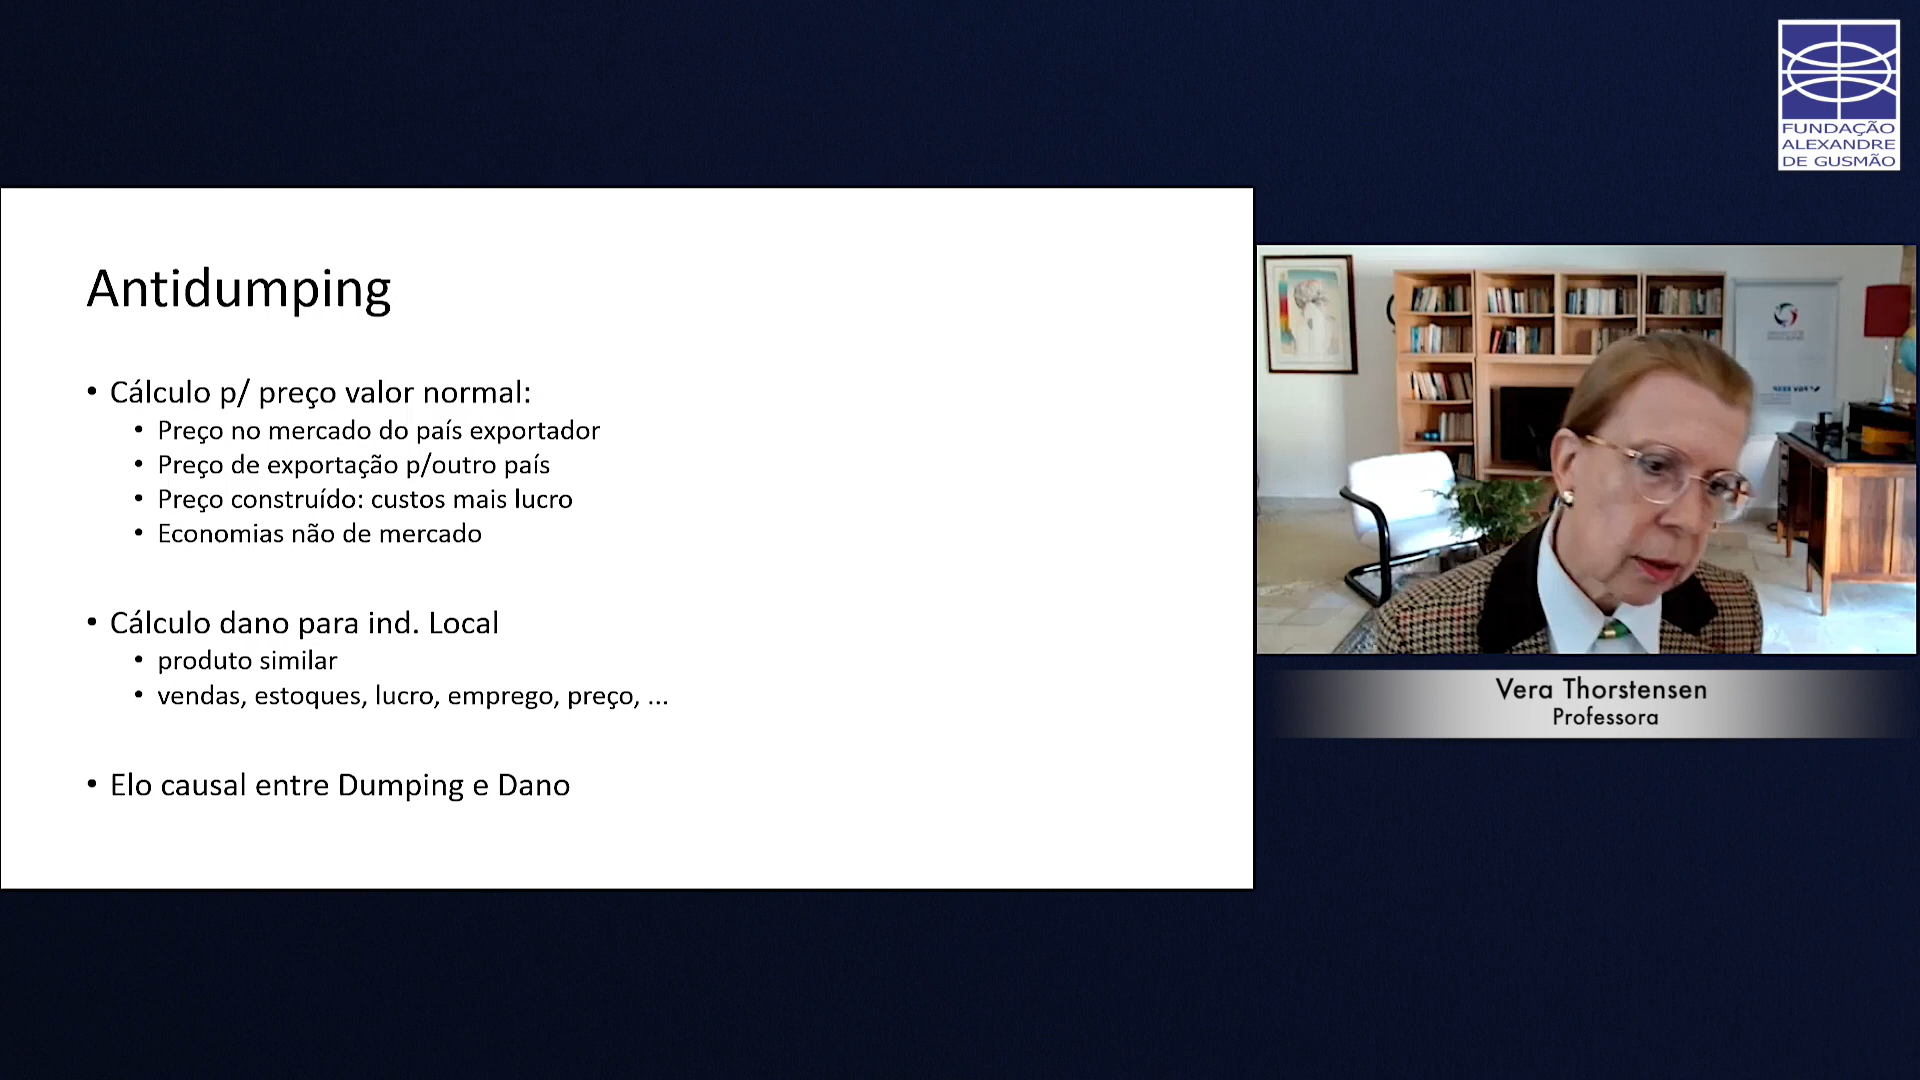 FUNDAÇÃO
ALEXANDRE
DE GUSMÃO
Antidumping
• Cálculo p/ preço valor normal:
• Preço no mercado do país exportador
• Preço de exportação p/outro país
• Preço construído: custos mais lucro
• Economias não de mercado
• Cálculo dano para ind. Local
• produto similar
• vendas, estoques, lucro, emprego, preço, ...
• Elo causal entre Dumping e Dano
Vera Thorstensen
Professora